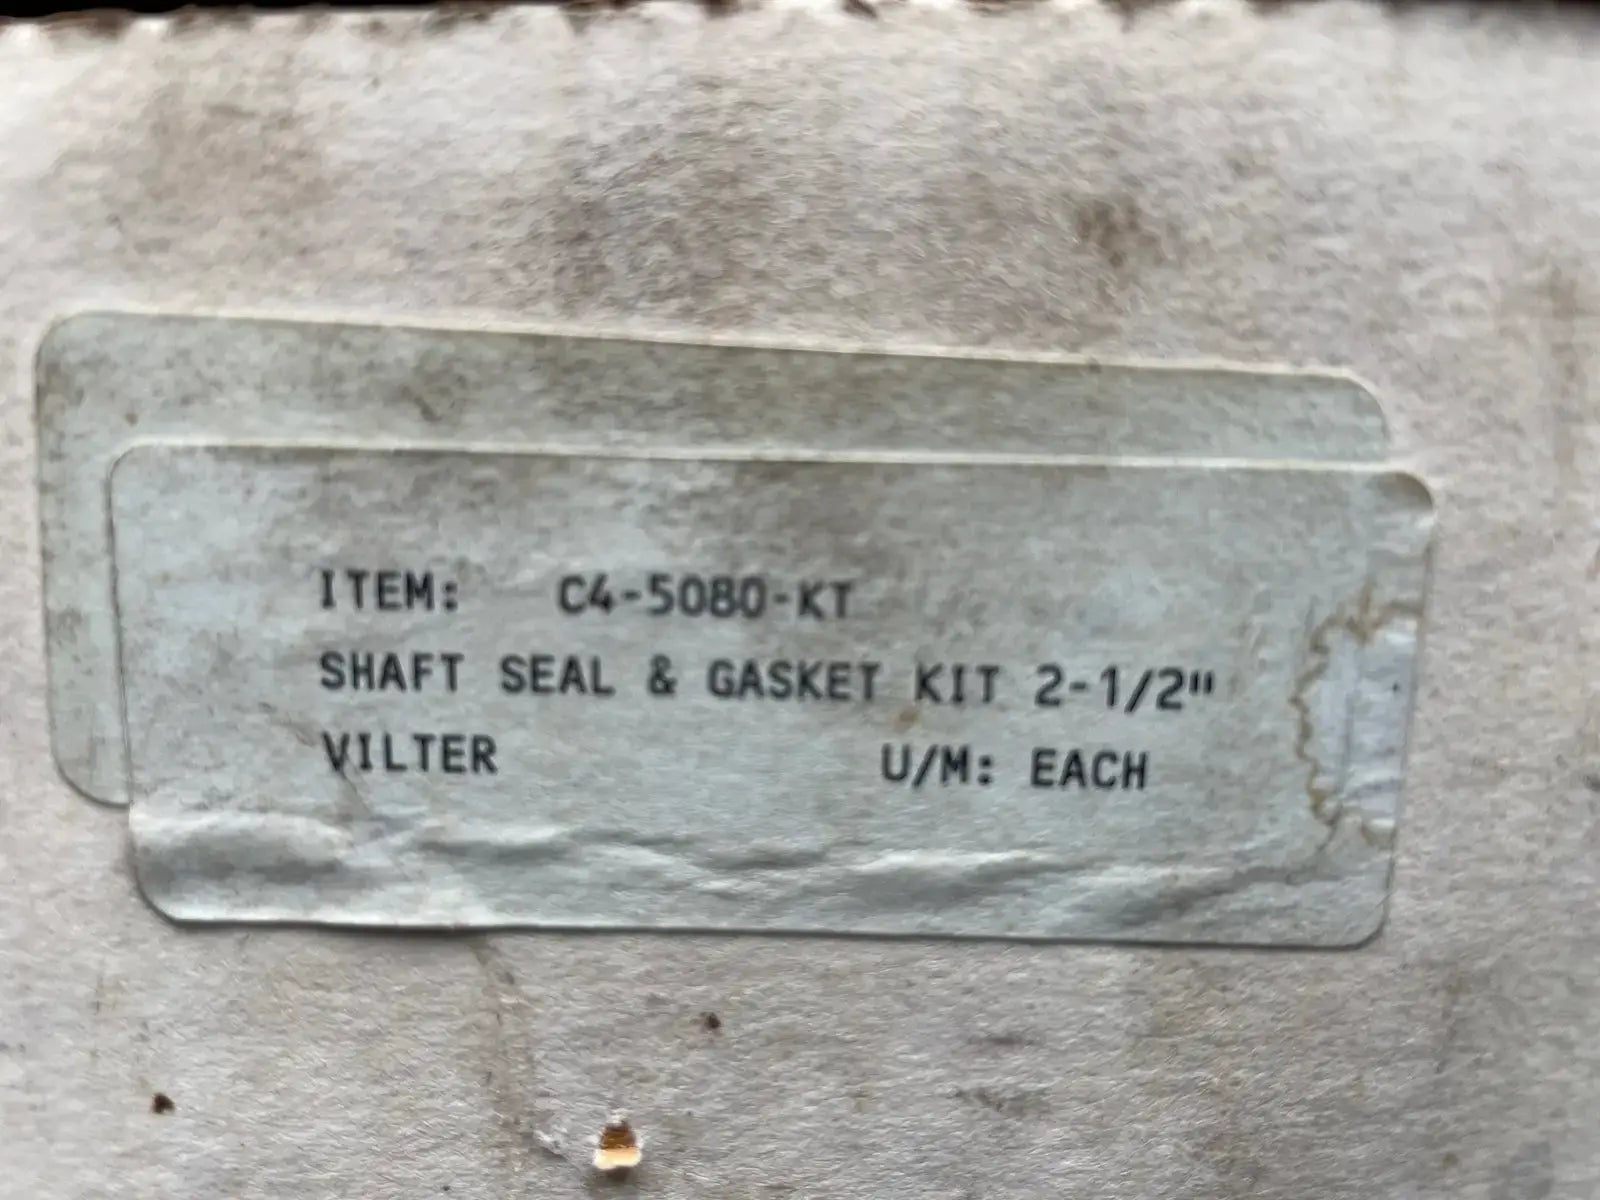 ITEM: C4-5080-KT
SHAFT SEAL & GASKET KIT 2-1/2"
VILTER U/M: EACH